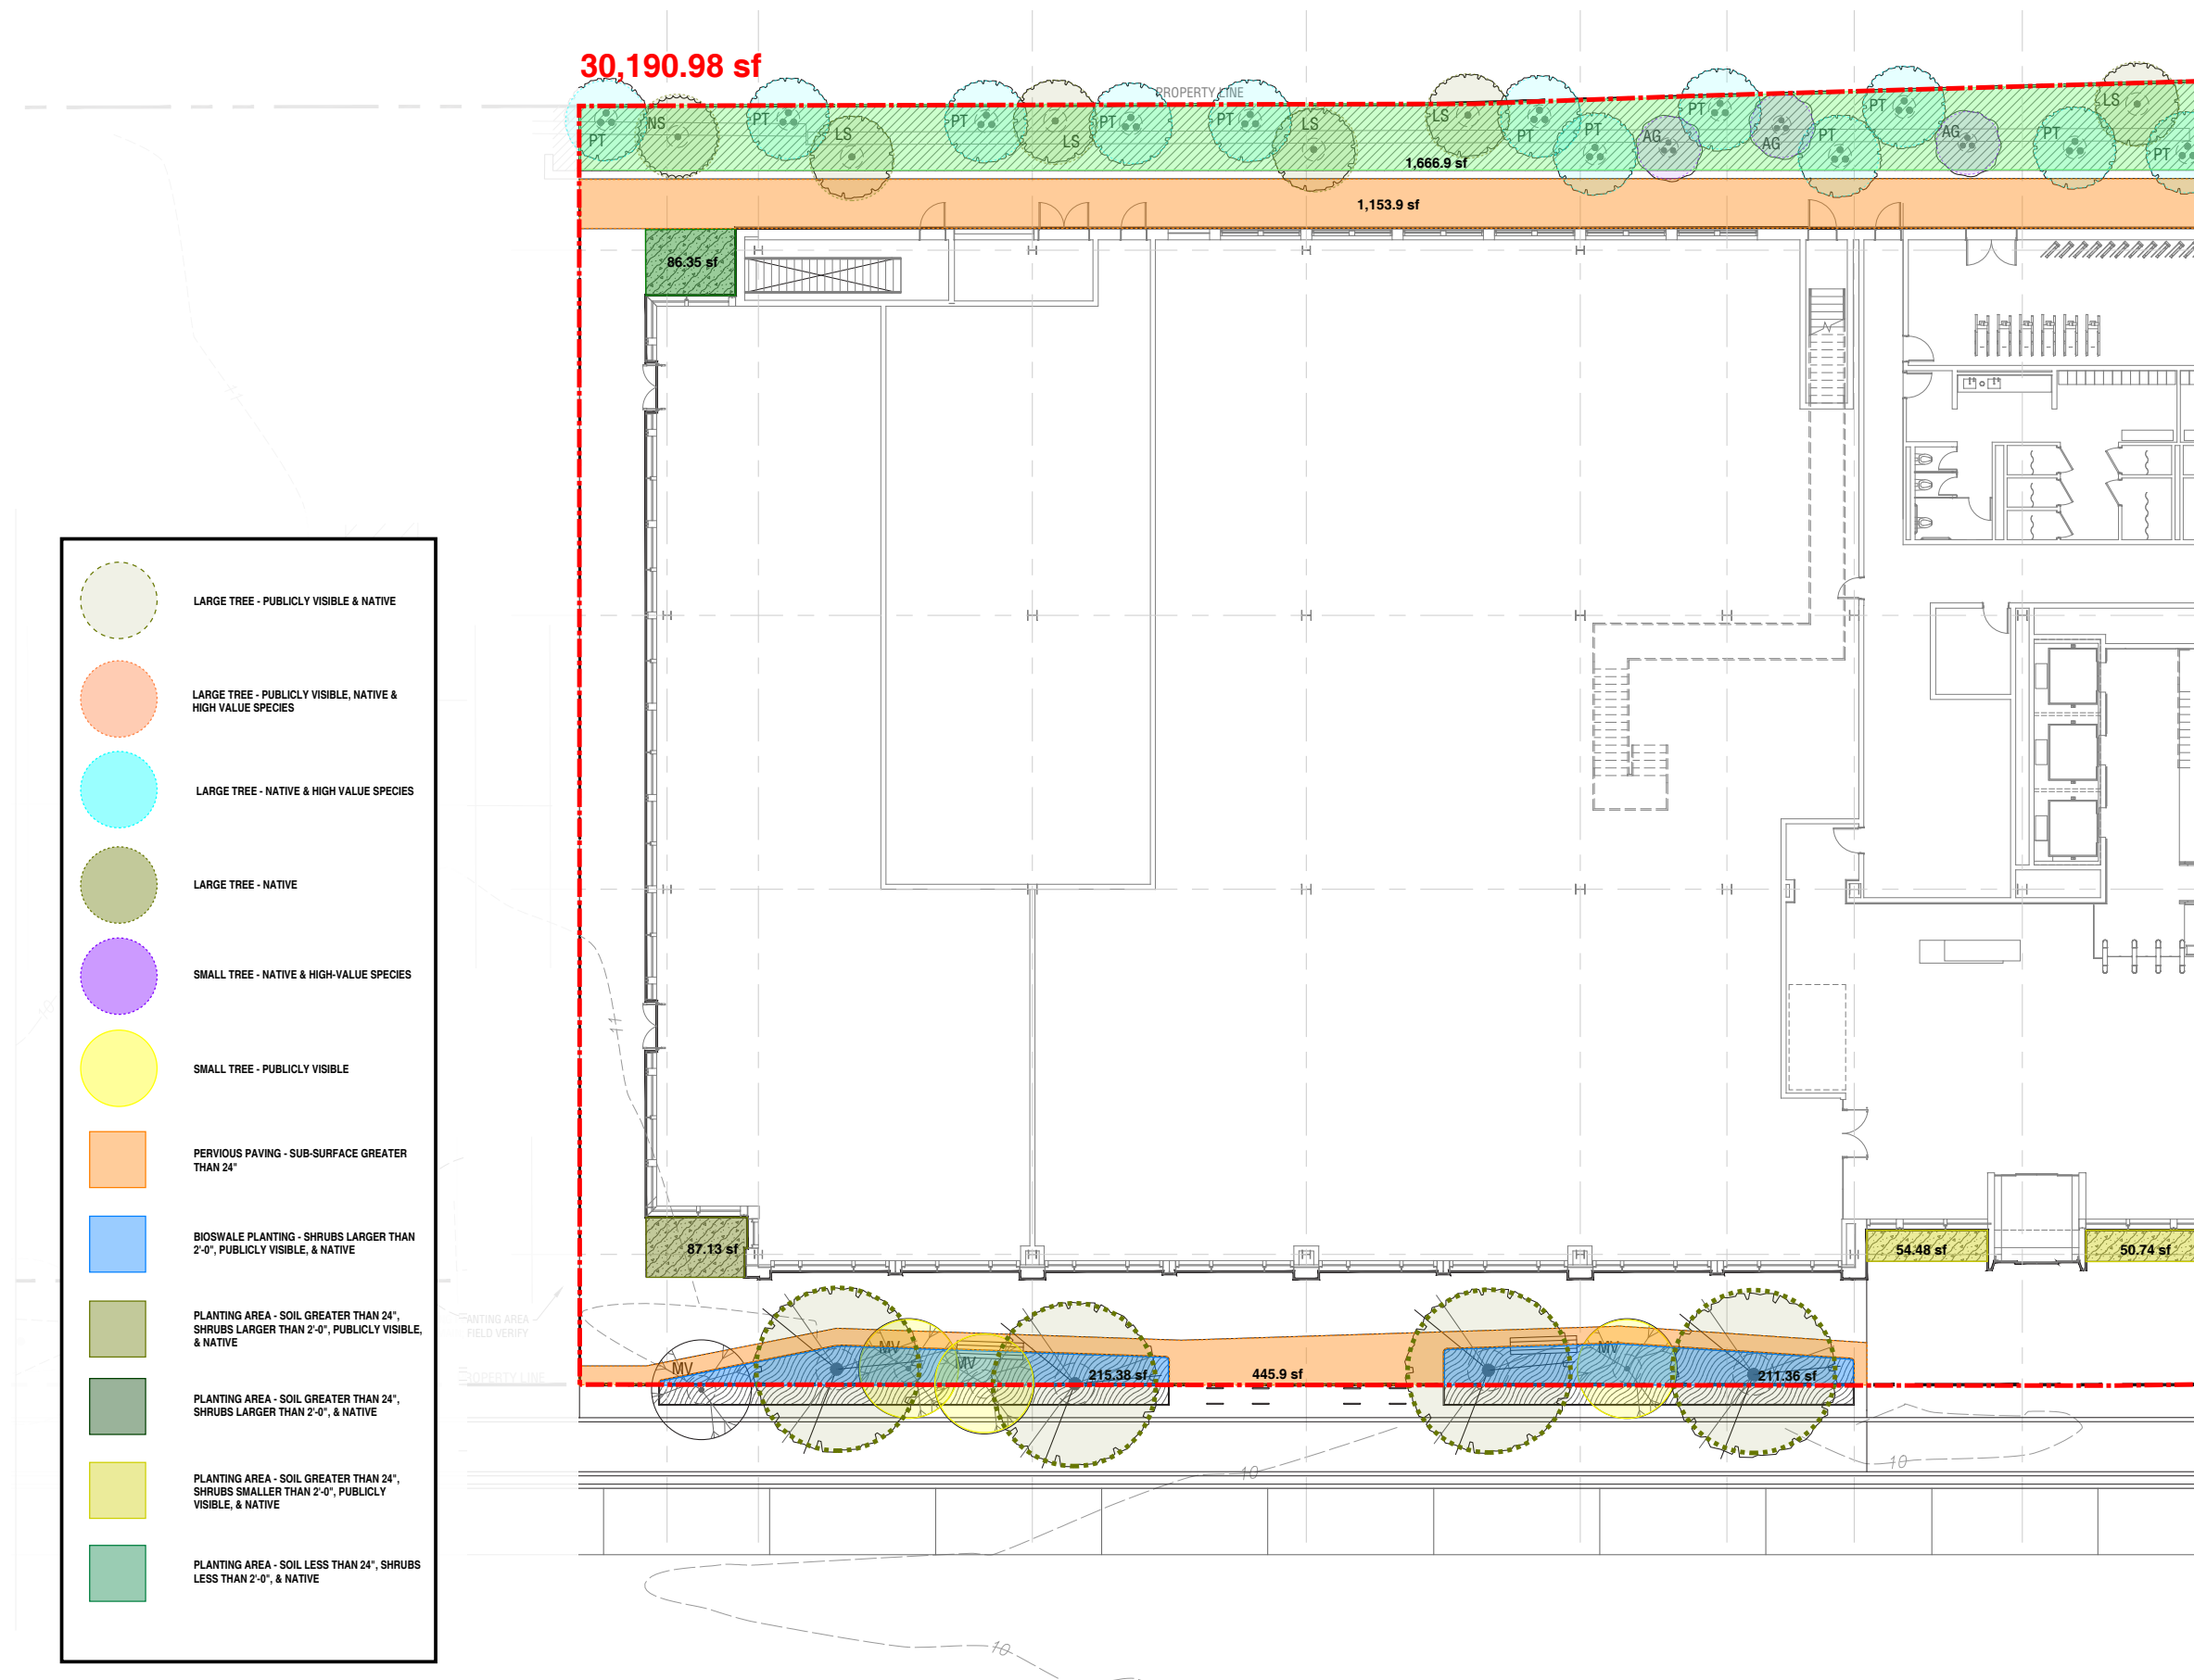 30,190.98 sf
PROPERTY LINE
PT
NS
PT
LS
PT
LS
PT
PT
LS
LS
PT
PT
AG
PT
AG
PT
PT
AG
PT
LS
PT
1,666.9 sf
1,153.9 sf
86.35 sf
LARGE TREE - PUBLICLY VISIBLE & NATIVE
LARGE TREE - PUBLICLY VISIBLE, NATIVE &
HIGH VALUE SPECIES
LARGE TREE - NATIVE & HIGH VALUE SPECIES
LARGE TREE - NATIVE
SMALL TREE - NATIVE & HIGH-VALUE SPECIES
SMALL TREE - PUBLICLY VISIBLE
PERVIOUS PAVING - SUB-SURFACE GREATER
THAN 24"
BIOSWALE PLANTING - SHRUBS LARGER THAN
2'-0", PUBLICLY VISIBLE, & NATIVE
PLANTING AREA - SOIL GREATER THAN 24",
SHRUBS LARGER THAN 2'-0", PUBLICLY VISIBLE,
& NATIVE
PLANTING AREA - SOIL GREATER THAN 24",
SHRUBS LARGER THAN 2'-0", & NATIVE
PLANTING AREA - SOIL GREATER THAN 24",
SHRUBS SMALLER THAN 2'-0", PUBLICLY
VISIBLE, & NATIVE
PLANTING AREA - SOIL LESS THAN 24", SHRUBS
LESS THAN 2'-0", & NATIVE
11
87.13 sf
54.48 sf
50.74 sf
ANTING AREA
FIELD VERIFY
OPERTY LINE
MV
MV
MV
MV
215.38 sf
445.9 sf
211.36 sf
10
10
10